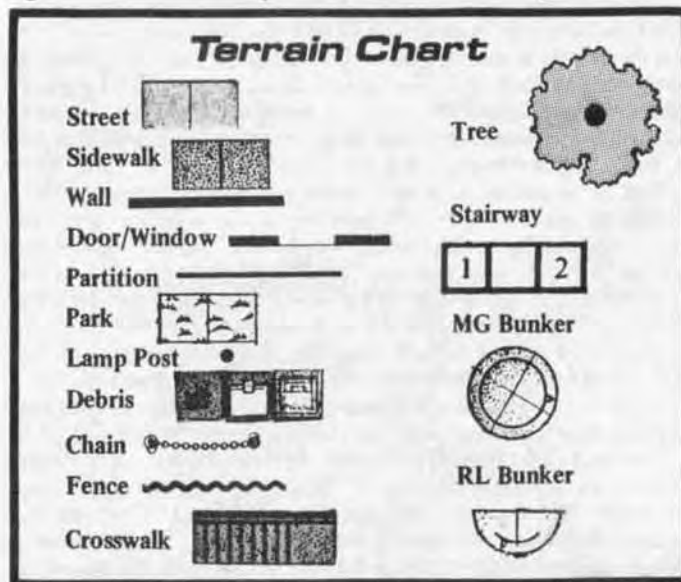 Terrain Chart
Street
Sidewalk
Wall
Door/Window
Partition
Park
Lamp Post
Debris
Chain
Fence
Crosswalk
Tree
Stairway
1 2
MG Bunker
RL Bunker